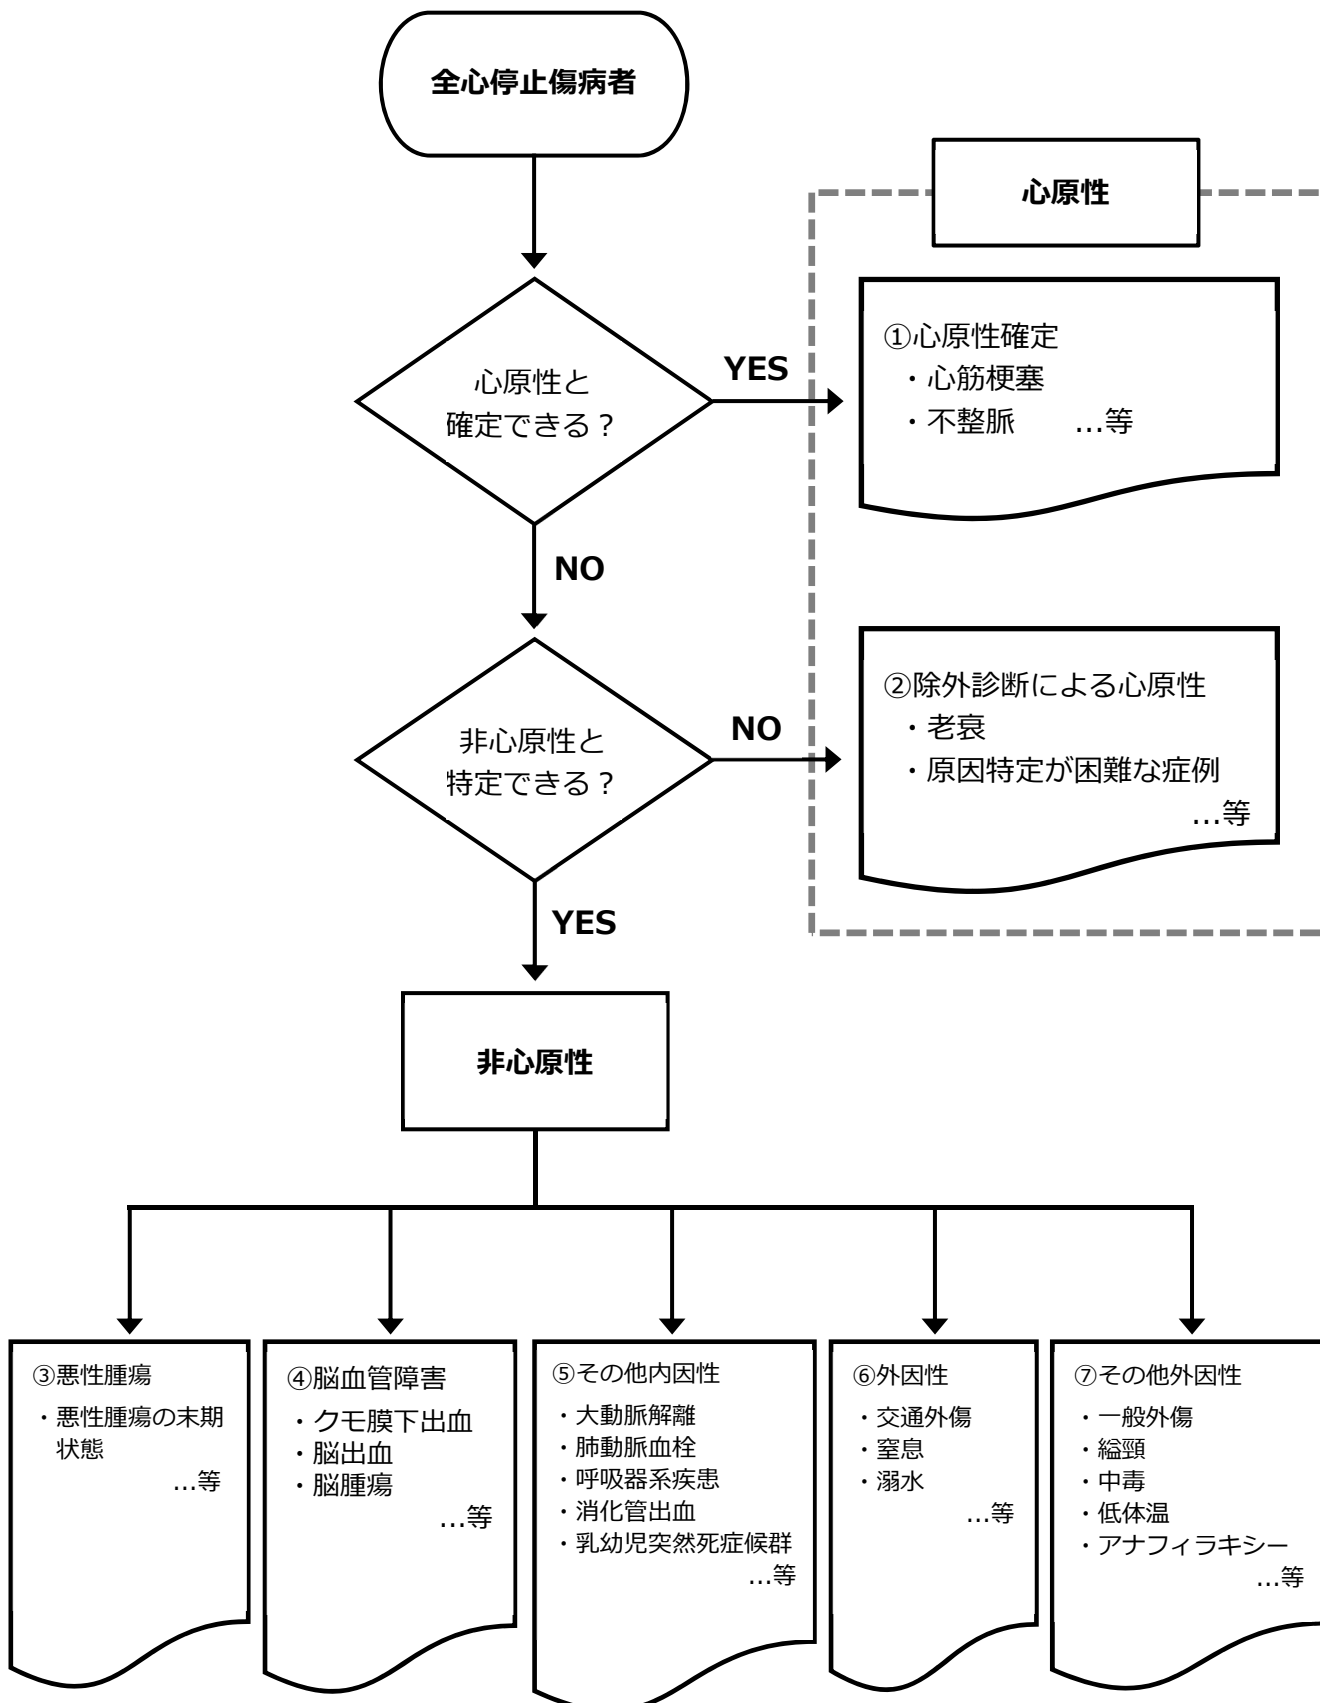 全心停止傷病者
心原性
心原性と
確定できる？
YES
①心原性確定
・心筋梗塞
・不整脈　…等
NO
非心原性と
特定できる？
NO
②除外診断による心原性
・老衰
・原因特定が困難な症例
…等
YES
非心原性
③悪性腫瘍
・悪性腫瘍の末期
状態
…等
④脳血管障害
・クモ膜下出血
・脳出血
・脳腫瘍
…等
⑤その他内因性
・大動脈解離
・肺動脈血栓
・呼吸器系疾患
・消化管出血
・乳幼児突然死症候群
…等
⑥外因性
・交通外傷
・窒息
・溺水
…等
⑦その他外因性
・一般外傷
・縊頸
・中毒
・低体温
・アナフィラキシー
…等